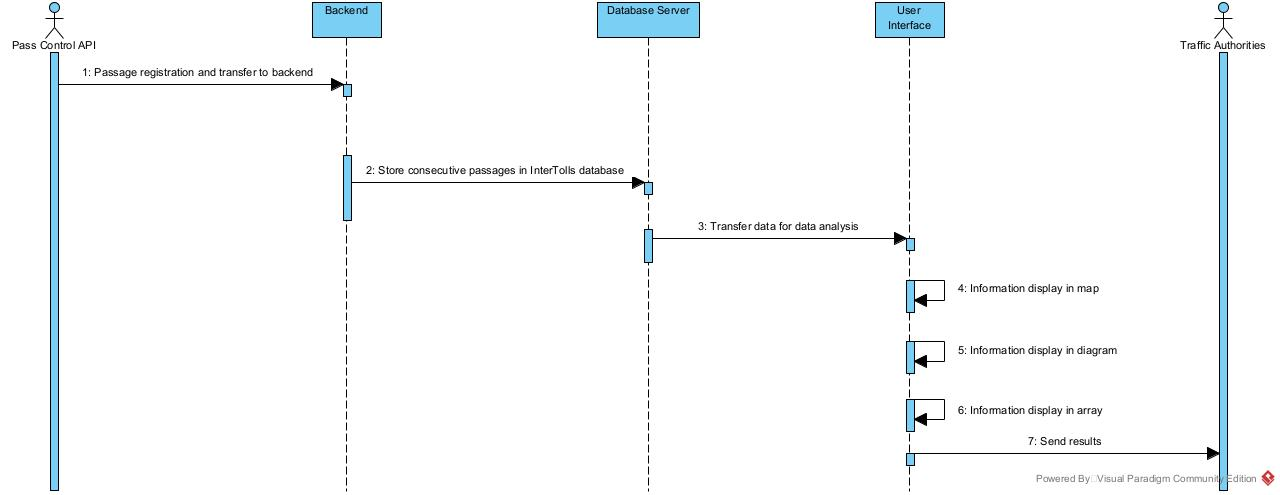 Pass Control API
Backend
Database Server
User
Interface
Traffic Authorities
1: Passage registration and transfer to backend
2: Store consecutive passages in InterTolls database
3: Transfer data for data analysis
4: Information display in map
5: Information display in diagram
6: Information display in array
7: Send results
Powered By Visual Paradigm Community Edition